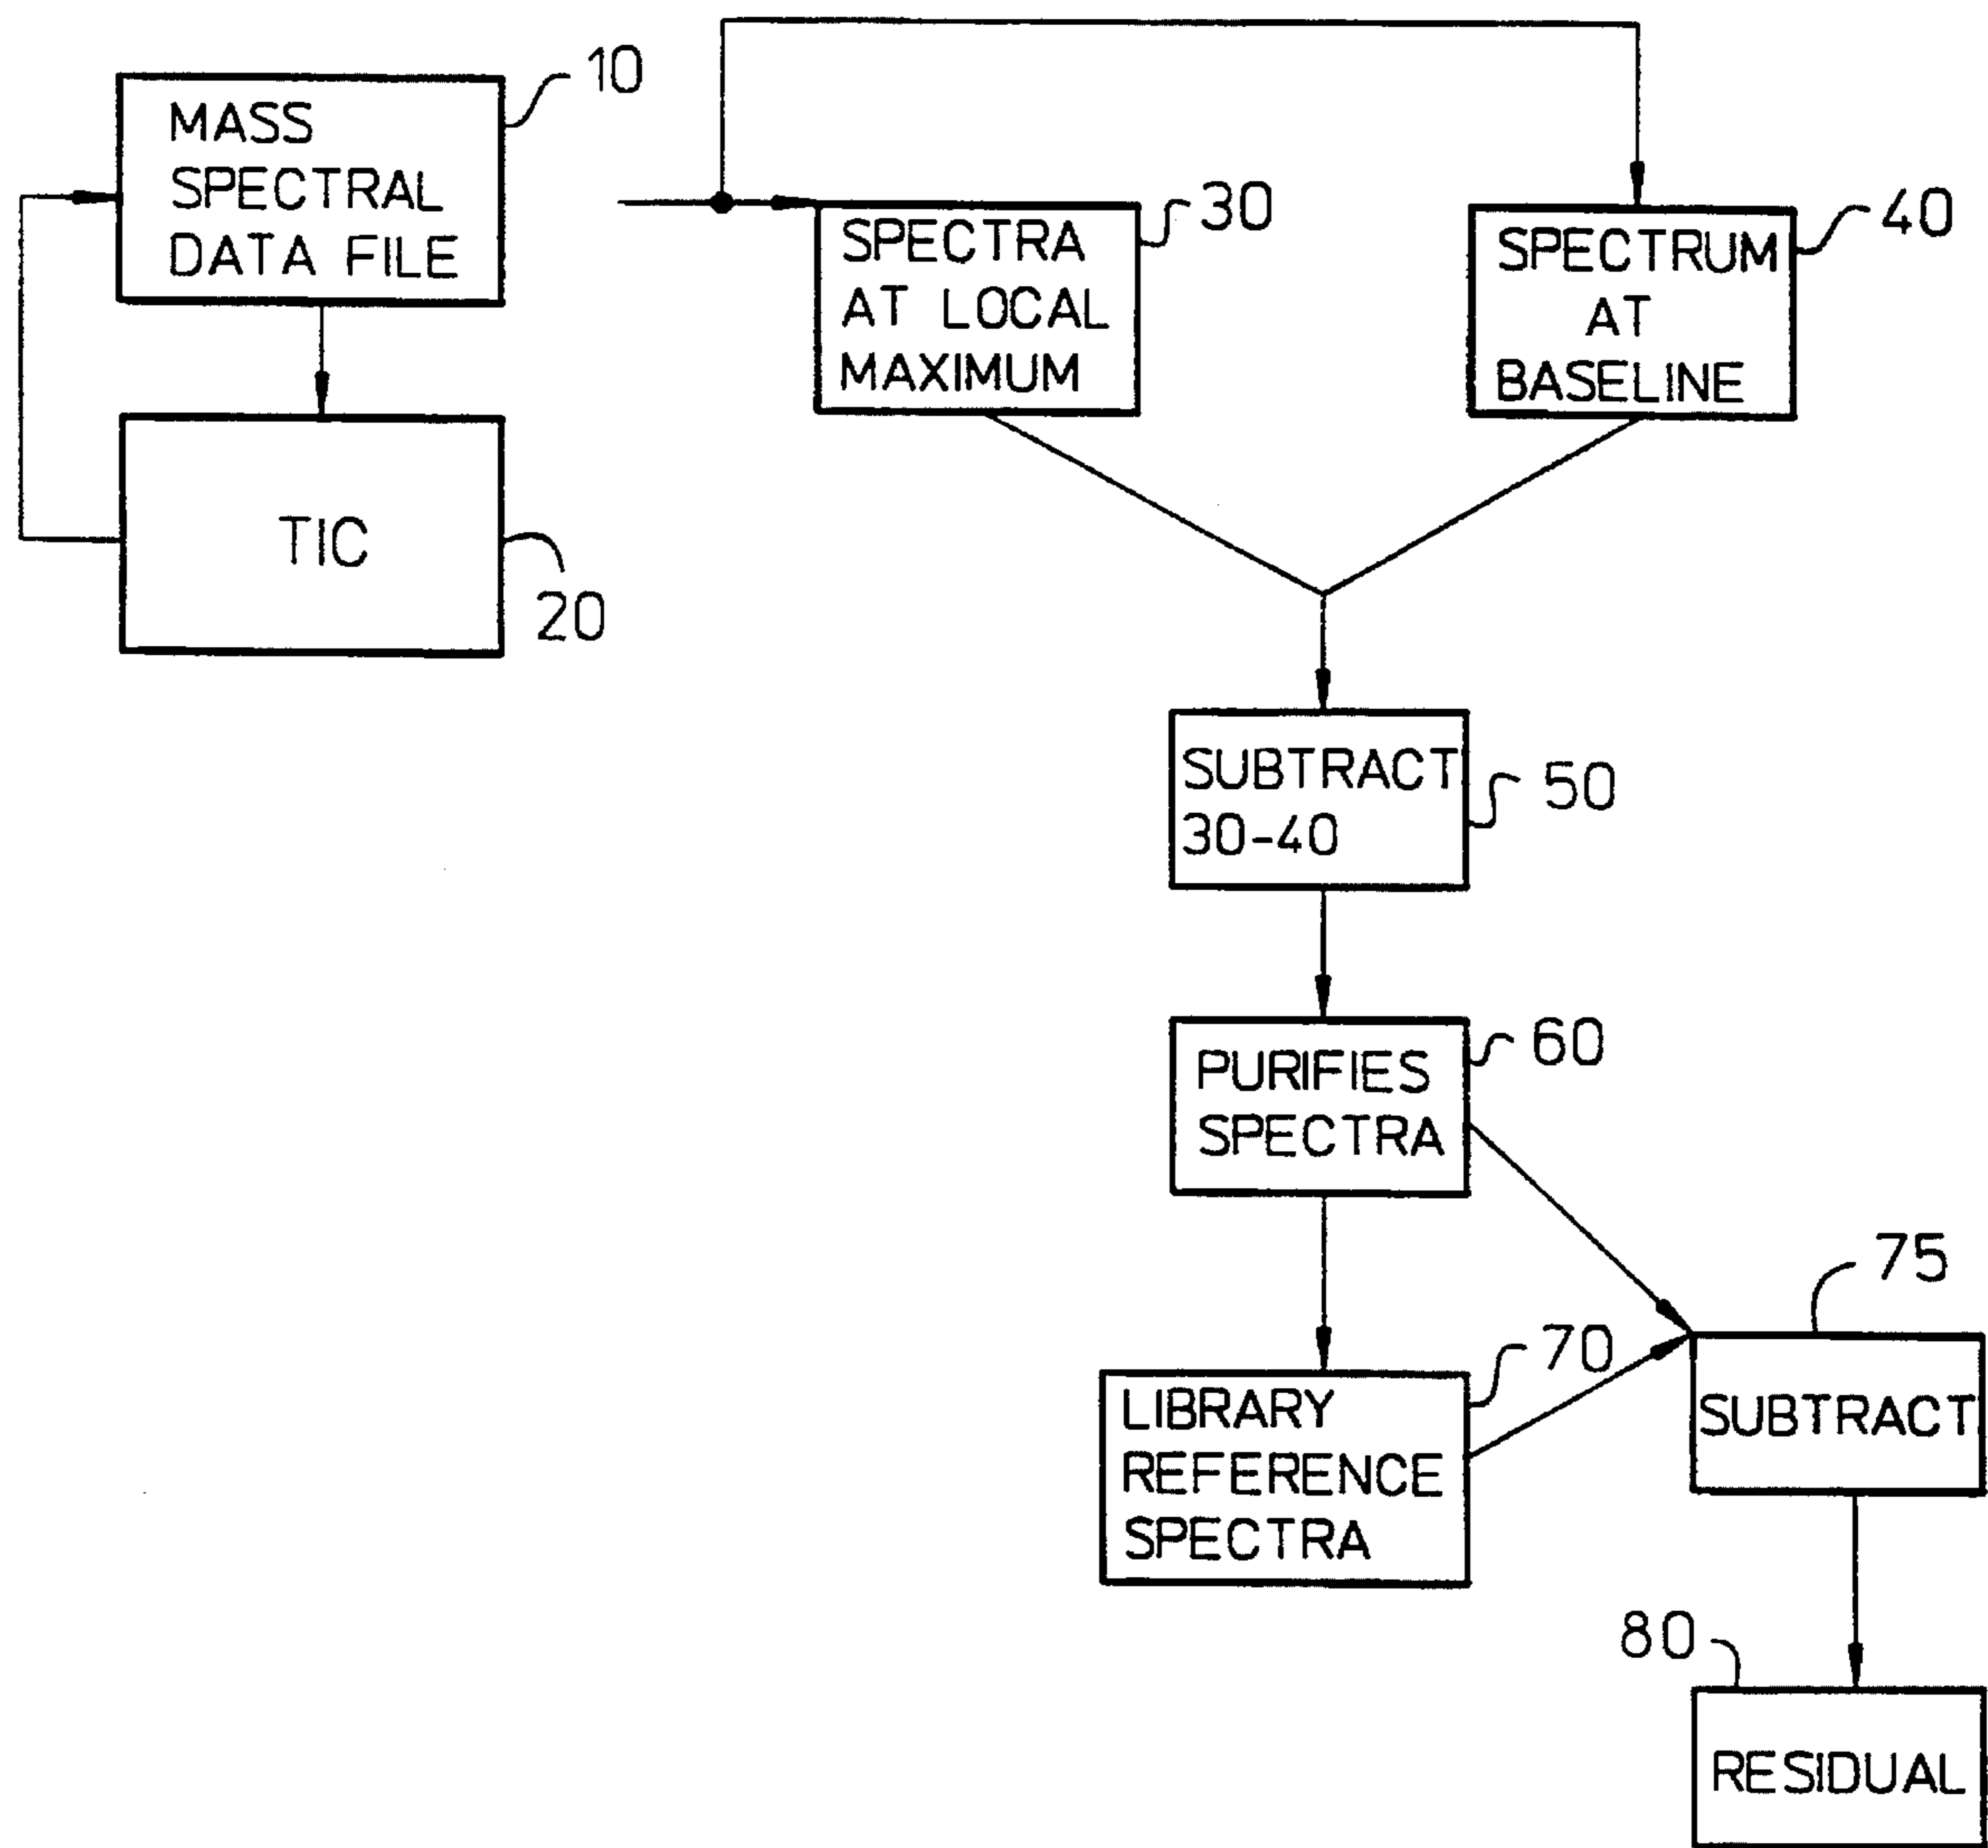 10
MASS
SPECTRAL
DATA FILE
TIC
20
30
SPECTRA
AT LOCAL
MAXIMUM
40
SPECTRUM
AT
BASELINE
SUBTRACT
30-40
50
PURIFIES
SPECTRA
60
75
SUBTRACT
70
LIBRARY
REFERENCE
SPECTRA
80
RESIDUAL